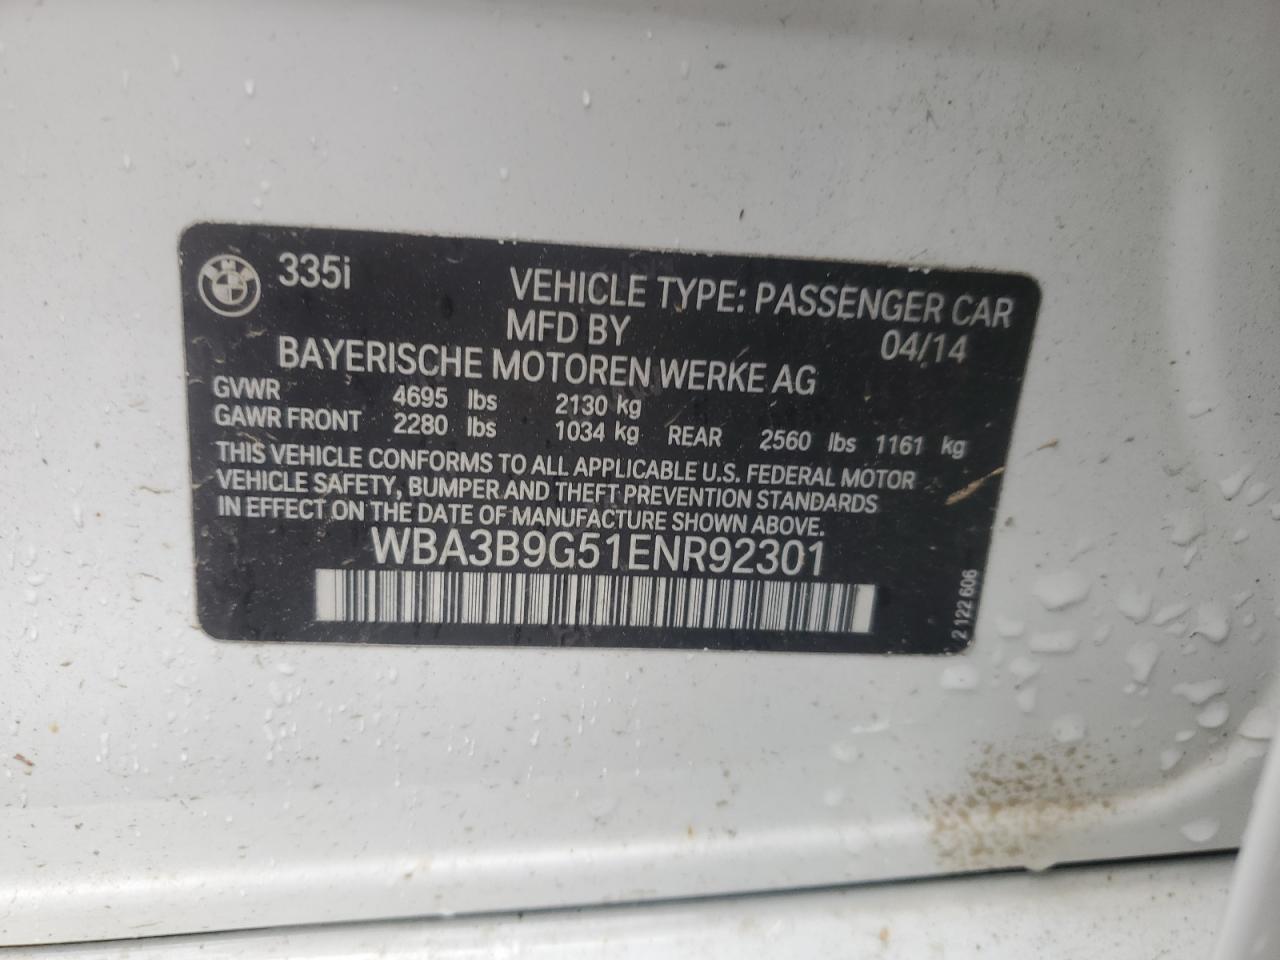 BMW 335i
VEHICLE TYPE: PASSENGER CAR
MFD BY 04/14
BAYERISCHE MOTOREN WERKE AG
GVWR 4695 lbs 2130 kg
GAWR FRONT 2280 lbs 1034 kg REAR 2560 lbs 1161 kg
THIS VEHICLE CONFORMS TO ALL APPLICABLE U.S. FEDERAL MOTOR
VEHICLE SAFETY, BUMPER AND THEFT PREVENTION STANDARDS
IN EFFECT ON THE DATE OF MANUFACTURE SHOWN ABOVE.
WBA3B9G51ENR92301
2 122 606